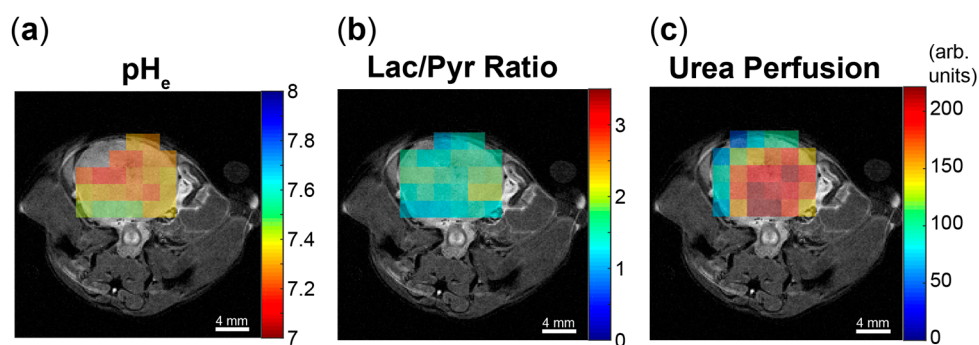 (a)
pHe
8
7.8
7.6
7.4
7.2
7
4 mm
(b)
Lac/Pyr Ratio
3
2
1
0
4 mm
(c)
Urea Perfusion
(arb.
units)
200
150
100
50
0
4 mm